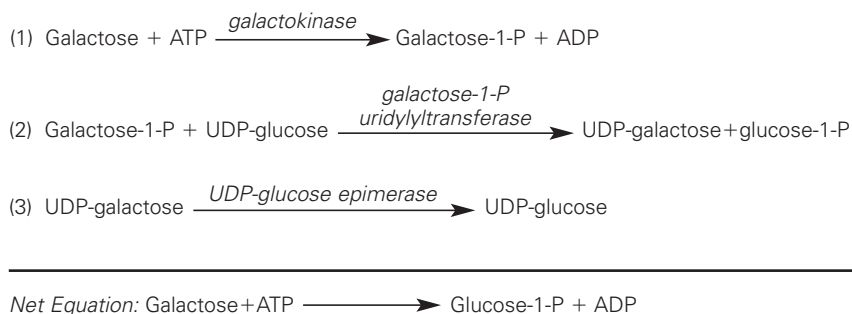 galactokinase
(1) Galactose + ATP Galactose-1-P + ADP
galactose-1-P
uridylyltransferase
(2) Galactose-1-P + UDP-glucose UDP-galactose+glucose-1-P
UDP-glucose epimerase
(3) UDP-galactose UDP-glucose
Net Equation: Galactose+ATP Glucose-1-P + ADP